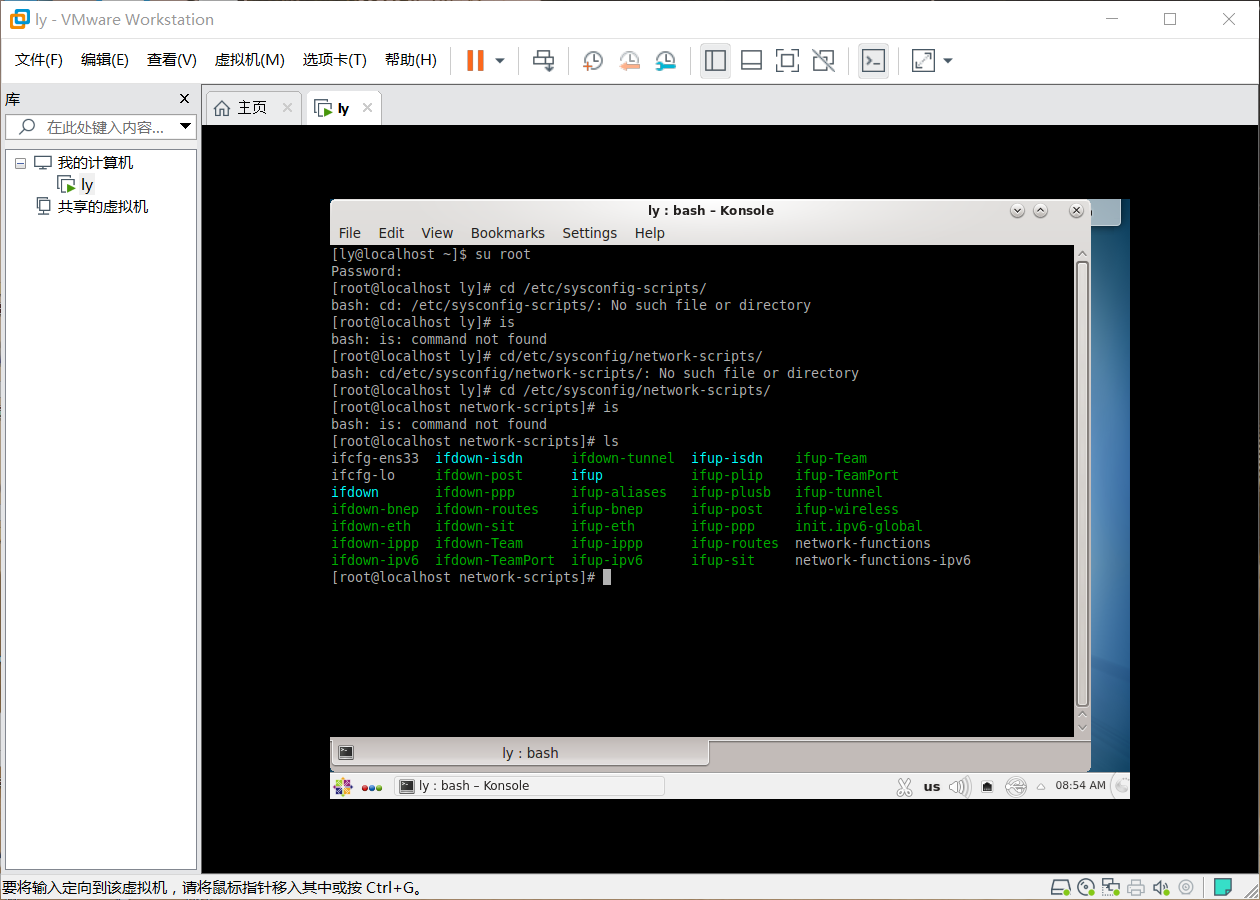 ly - VMware Workstation
文件(F) 编辑(E) 查看(V) 虚拟机(M) 选项卡(T) 帮助(H)
库
在此处键入内容...
我的计算机
ly
共享的虚拟机
主页 ly
ly : bash – Konsole
File Edit View Bookmarks Settings Help
[ly@localhost ~]$ su root
Password:
[root@localhost ly]# cd /etc/sysconfig-scripts/
bash: cd: /etc/sysconfig-scripts/: No such file or directory
[root@localhost ly]# is
bash: is: command not found
[root@localhost ly]# cd/etc/sysconfig/network-scripts/
bash: cd/etc/sysconfig/network-scripts/: No such file or directory
[root@localhost ly]# cd /etc/sysconfig/network-scripts/
[root@localhost network-scripts]# is
bash: is: command not found
[root@localhost network-scripts]# ls
ifcfg-ens33 ifdown-isdn ifdown-tunnel ifup-isdn ifup-Team
ifcfg-lo ifdown-post ifup ifup-plip ifup-TeamPort
ifdown ifdown-ppp ifup-aliases ifup-plusb ifup-tunnel
ifdown-bnep ifdown-routes ifup-bnep ifup-post ifup-wireless
ifdown-eth ifdown-sit ifup-eth ifup-ppp init.ipv6-global
ifdown-ippp ifdown-Team ifup-ippp ifup-routes network-functions
ifdown-ipv6 ifdown-TeamPort ifup-ipv6 ifup-sit network-functions-ipv6
[root@localhost network-scripts]#
ly : bash
ly : bash – Konsole us 08:54 AM
要将输入定向到该虚拟机，请将鼠标指针移入其中或按 Ctrl+G。